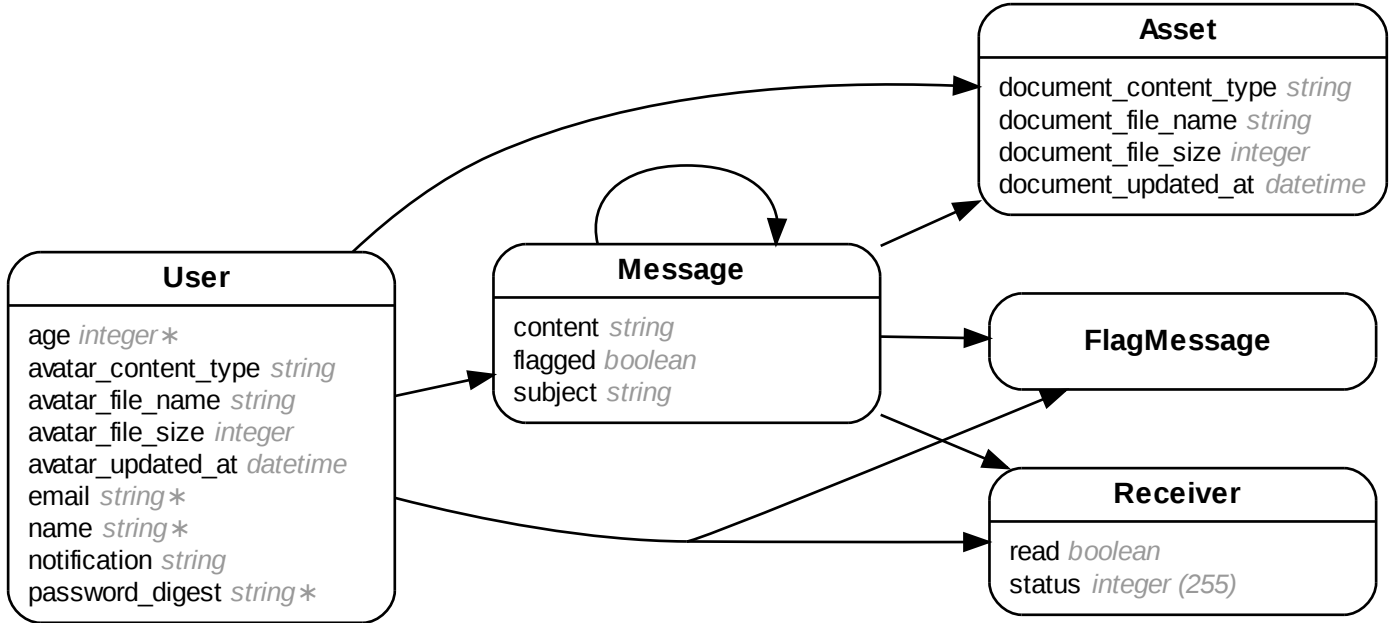 User
age integer∗
avatar_content_type string
avatar_file_name string
avatar_file_size integer
avatar_updated_at datetime
email string∗
name string∗
notification string
password_digest string∗
Message
content string
flagged boolean
subject string
Asset
document_content_type string
document_file_name string
document_file_size integer
document_updated_at datetime
FlagMessage
Receiver
read boolean
status integer (255)